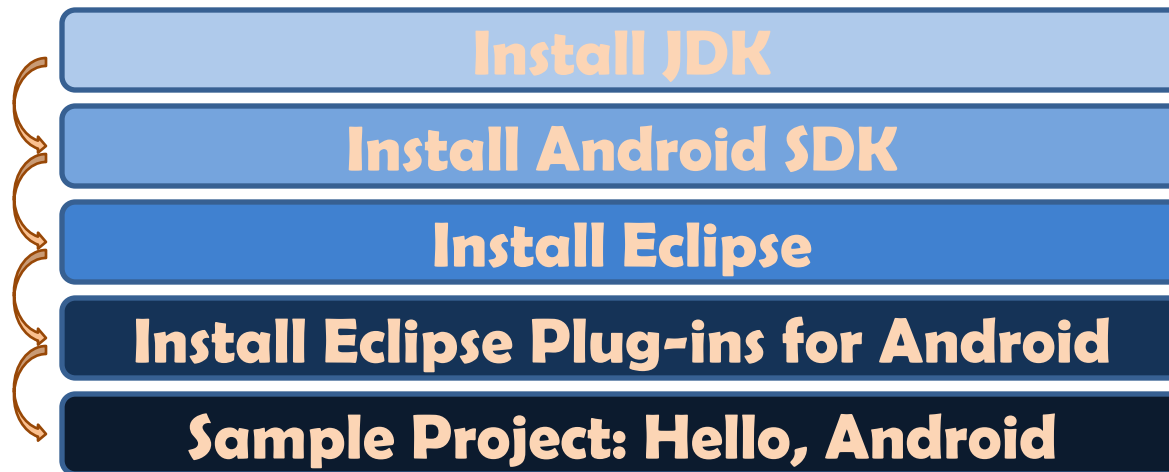 Install JDK
Install Android SDK
Install Eclipse
Install Eclipse Plug-ins for Android
Sample Project: Hello, Android